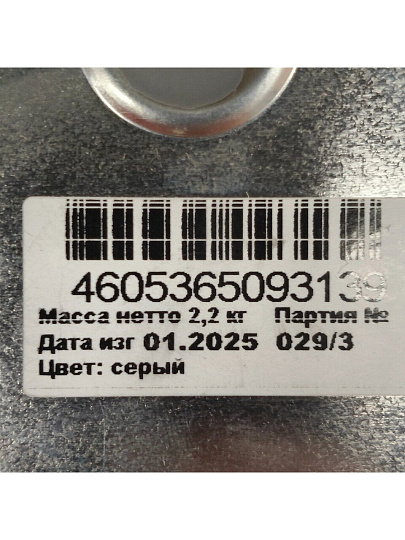 4605365093139
Масса нетто 2,2 кг Партия №
Дата изг 01.2025 029/3
Цвет: серый